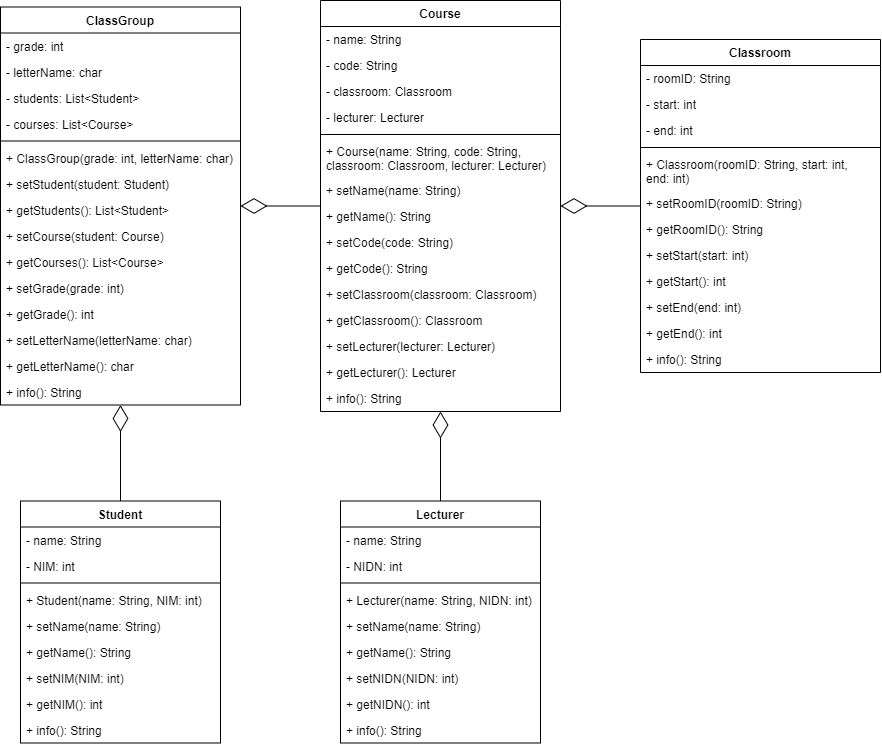 ClassGroup
- grade: int
- letterName: char
- students: List<Student>
- courses: List<Course>
+ ClassGroup(grade: int, letterName: char)
+ setStudent(student: Student)
+ getStudents(): List<Student>
+ setCourse(student: Course)
+ getCourses(): List<Course>
+ setGrade(grade: int)
+ getGrade(): int
+ setLetterName(letterName: char)
+ getLetterName(): char
+ info(): String
Course
- name: String
- code: String
- classroom: Classroom
- lecturer: Lecturer
+ Course(name: String, code: String,
classroom: Classroom, lecturer: Lecturer)
+ setName(name: String)
+ getName(): String
+ setCode(code: String)
+ getCode(): String
+ setClassroom(classroom: Classroom)
+ getClassroom(): Classroom
+ setLecturer(lecturer: Lecturer)
+ getLecturer(): Lecturer
+ info(): String
Classroom
- roomID: String
- start: int
- end: int
+ Classroom(roomID: String, start: int,
end: int)
+ setRoomID(roomID: String)
+ getRoomID(): String
+ setStart(start: int)
+ getStart(): int
+ setEnd(end: int)
+ getEnd(): int
+ info(): String
Student
- name: String
- NIM: int
+ Student(name: String, NIM: int)
+ setName(name: String)
+ getName(): String
+ setNIM(NIM: int)
+ getNIM(): int
+ info(): String
Lecturer
- name: String
- NIDN: int
+ Lecturer(name: String, NIDN: int)
+ setName(name: String)
+ getName(): String
+ setNIDN(NIDN: int)
+ getNIDN(): int
+ info(): String